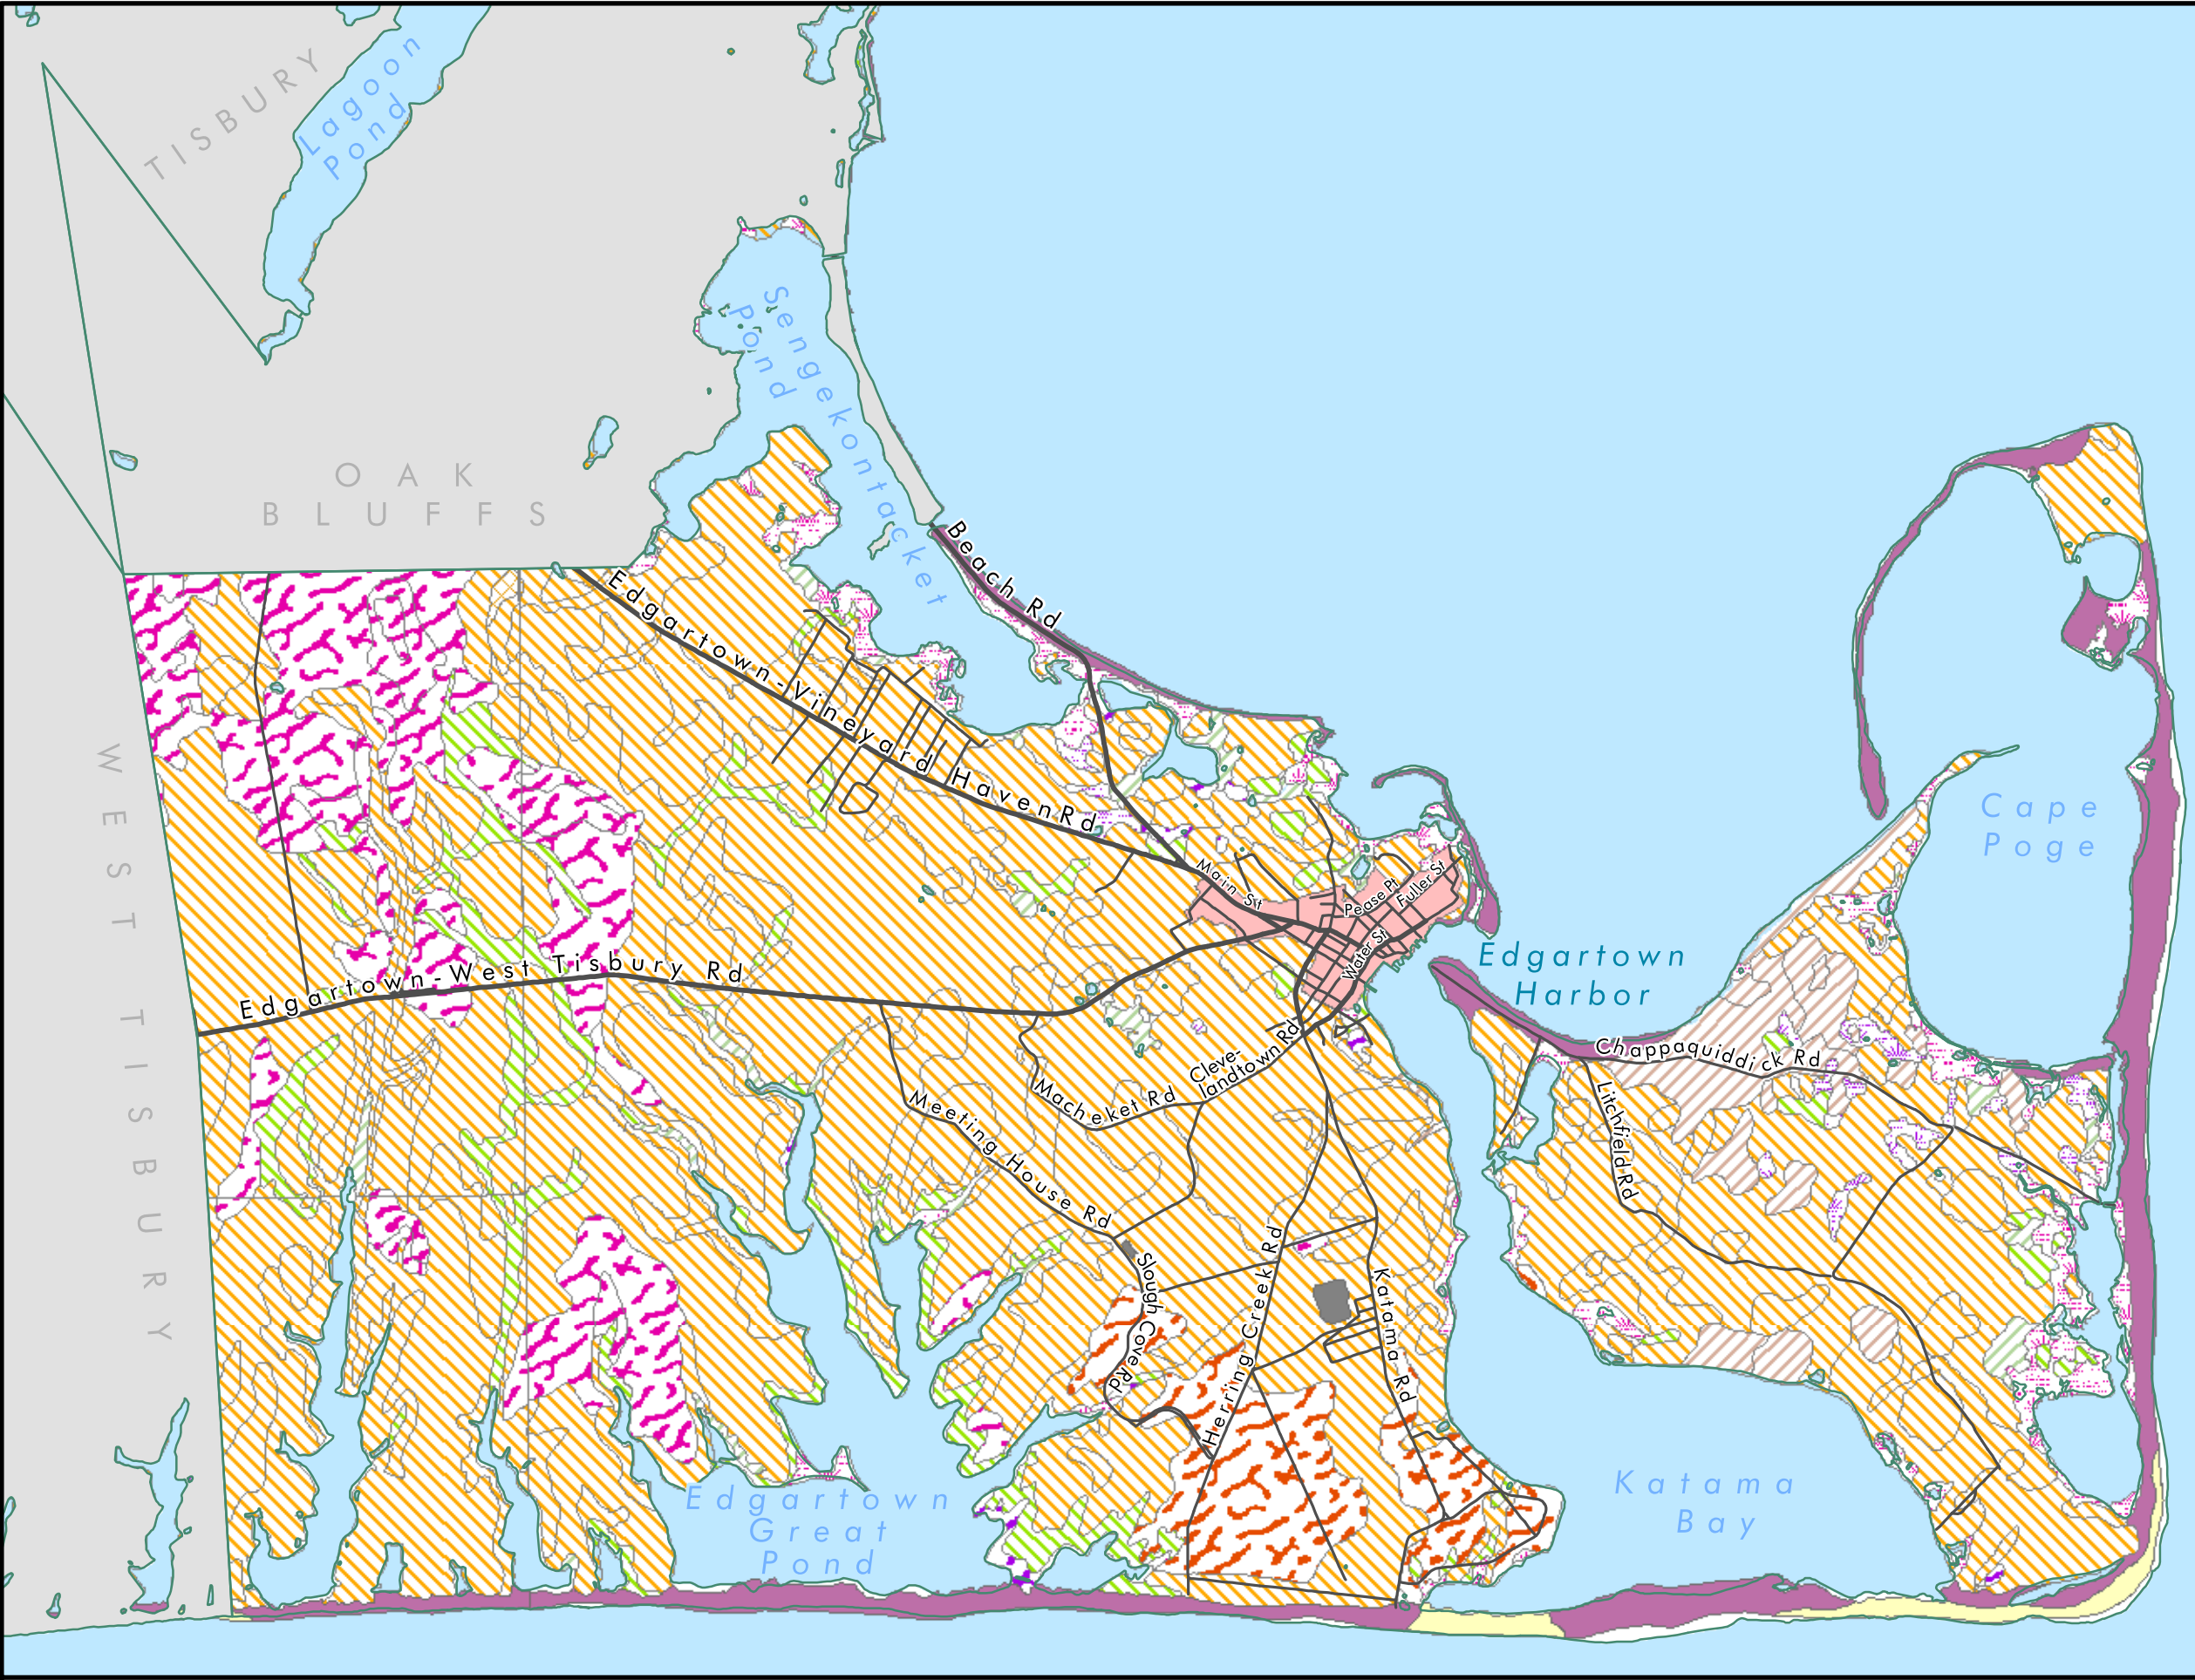 TISBURY
Lagoon
Pond
OAK
BLUFFS
Sengekontacket
Pond
Beach Rd
Edgartown-Vineyard Haven Rd
WEST TISBURY
Cape
Poge
Main St
Pease Pt
Fuller St
Water St
Edgartown
Harbor
Edgartown-West Tisbury Rd
Chappaquiddick Rd
Cleve-
landtown Rd
Macheket Rd
Meeting House Rd
Litchfield Rd
Slough Cove Rd
Herring Creek Rd
Katama Rd
Edgartown
Great
Pond
Katama
Bay